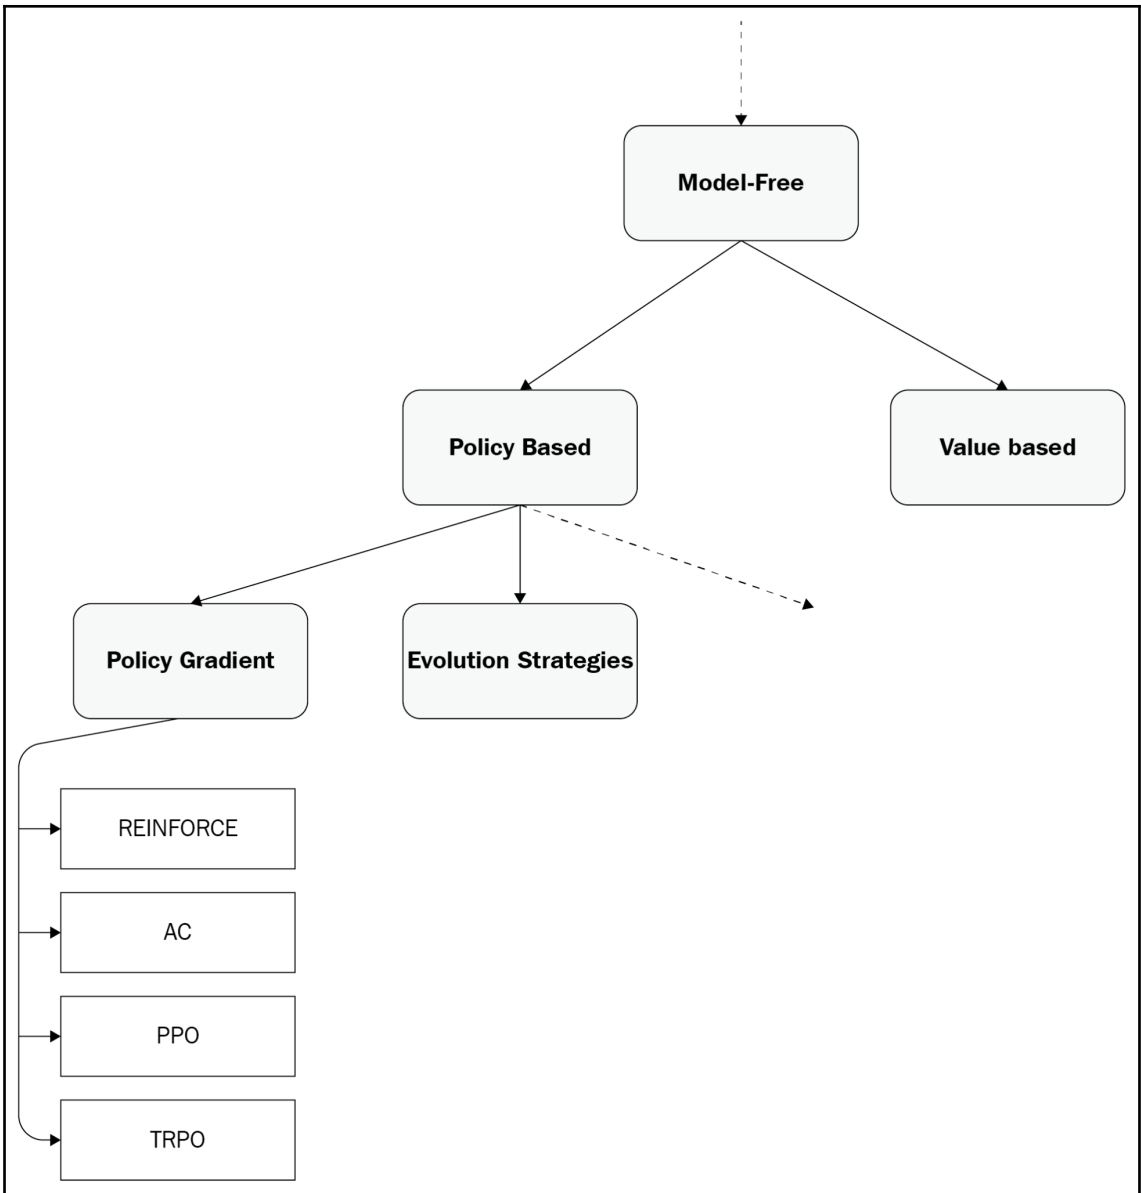 Model-Free
Policy Based
Value based
Policy Gradient
Evolution Strategies
REINFORCE
AC
PPO
TRPO